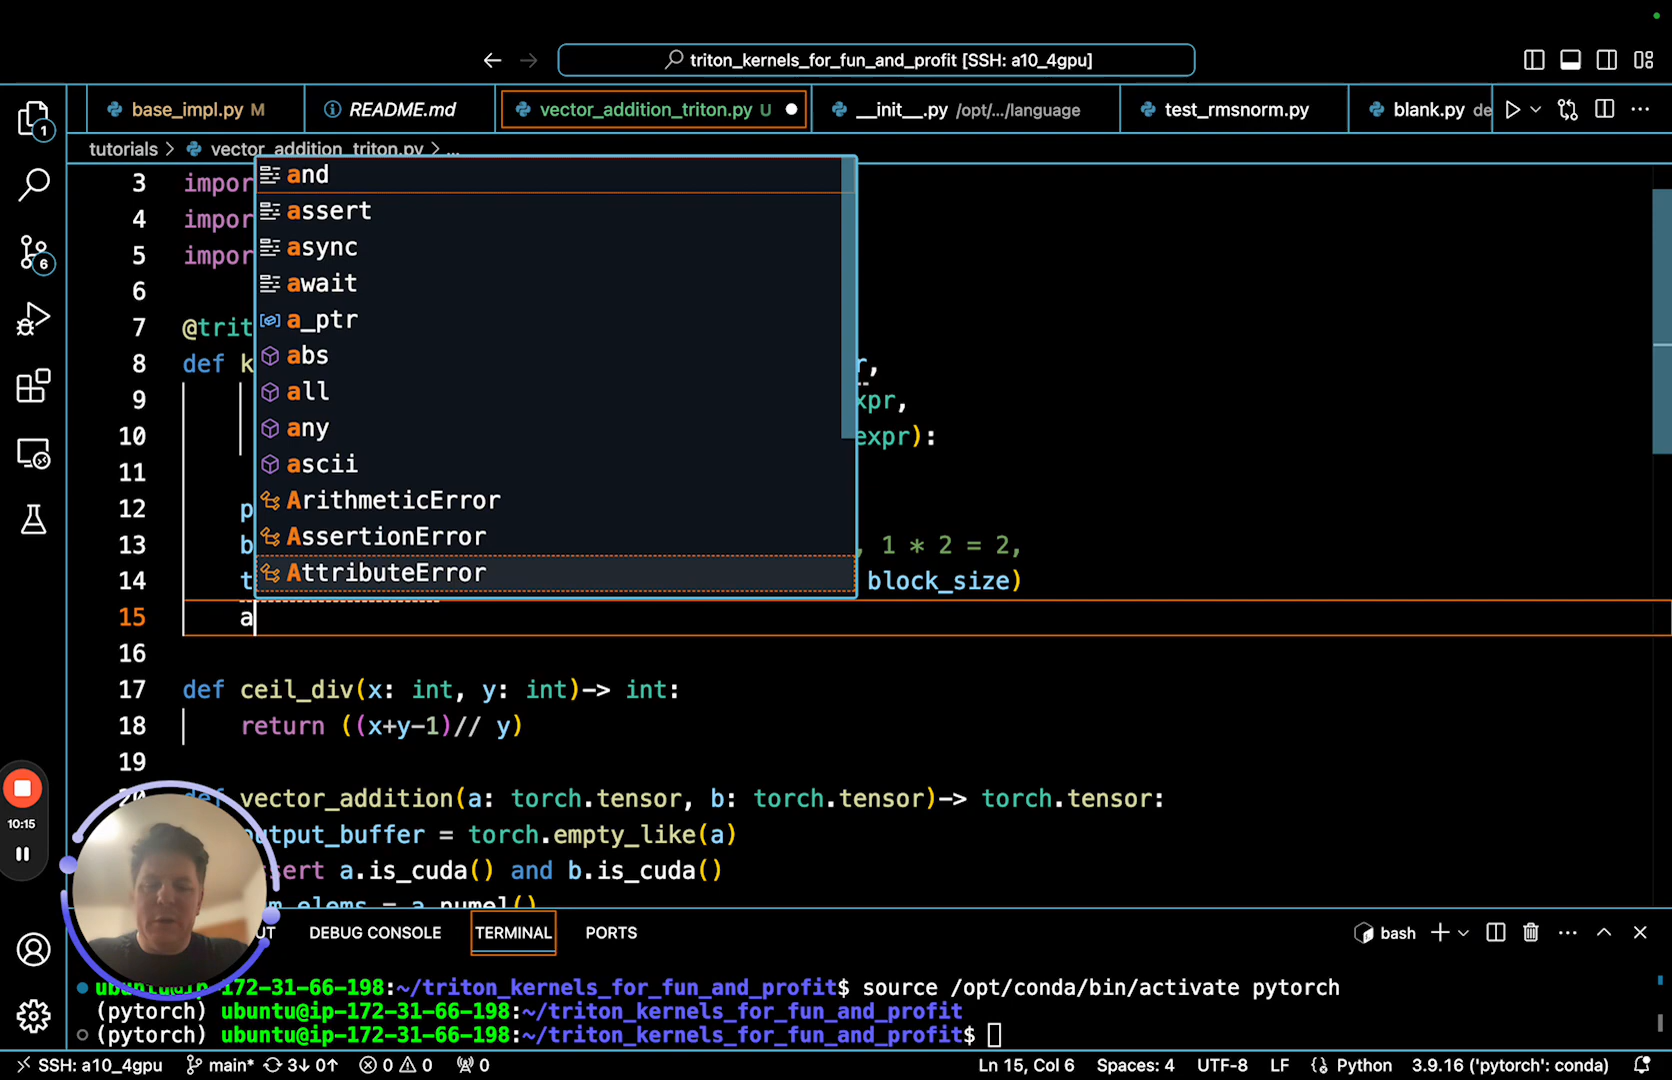 triton_kernels_for_fun_and_profit [SSH: a10_4gpu]
base_impl.py M
README.md
vector_addition_triton.py U
__init__.py /opt/.../language
test_rmsnorm.py
blank.py de
tutorials > vector_addition_triton.py > ...
3 impor
4 impor
5 impor
6
7 @trit
8 def k r,
9 xpr,
10 expr):
11
12 p
13 b , 1 * 2 = 2,
14 t block_size)
15 a
and
assert
async
await
a_ptr
abs
all
any
ascii
ArithmeticError
AssertionError
AttributeError
16
17 def ceil_div(x: int, y: int)-> int:
18 return ((x+y-1)// y)
19
20 def vector_addition(a: torch.tensor, b: torch.tensor)-> torch.tensor:
output_buffer = torch.empty_like(a)
ssert a.is_cuda() and b.is_cuda()
m_elems = a.numel()
1
6
10:15
UT DEBUG CONSOLE TERMINAL PORTS
bash
ubuntu@ip-172-31-66-198:~/triton_kernels_for_fun_and_profit$ source /opt/conda/bin/activate pytorch
(pytorch) ubuntu@ip-172-31-66-198:~/triton_kernels_for_fun_and_profit
(pytorch) ubuntu@ip-172-31-66-198:~/triton_kernels_for_fun_and_profit$
SSH: a10_4gpu main* 3↓ 0↑ 0 0 0 Ln 15, Col 6 Spaces: 4 UTF-8 LF Python 3.9.16 ('pytorch': conda)